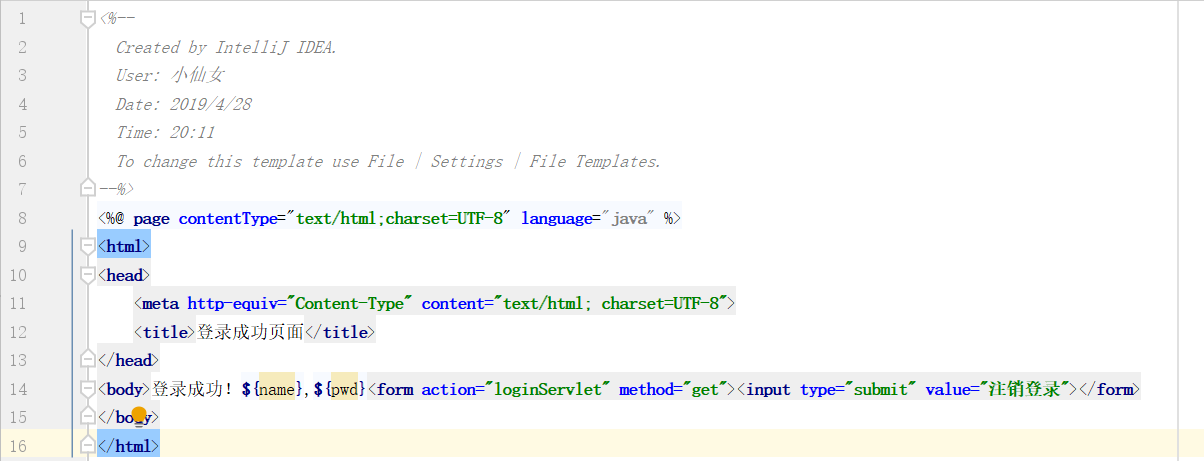 1 <%--
2 Created by IntelliJ IDEA.
3 User: 小仙女
4 Date: 2019/4/28
5 Time: 20:11
6 To change this template use File | Settings | File Templates.
7 --%>
8 <%@ page contentType="text/html;charset=UTF-8" language="java" %>
9 <html>
10 <head>
11 <meta http-equiv="Content-Type" content="text/html; charset=UTF-8">
12 <title>登录成功页面</title>
13 </head>
14 <body>登录成功! ${name},${pwd}<form action="loginServlet" method="get"><input type="submit" value="注销登录"></form>
15 </body>
16 </html>